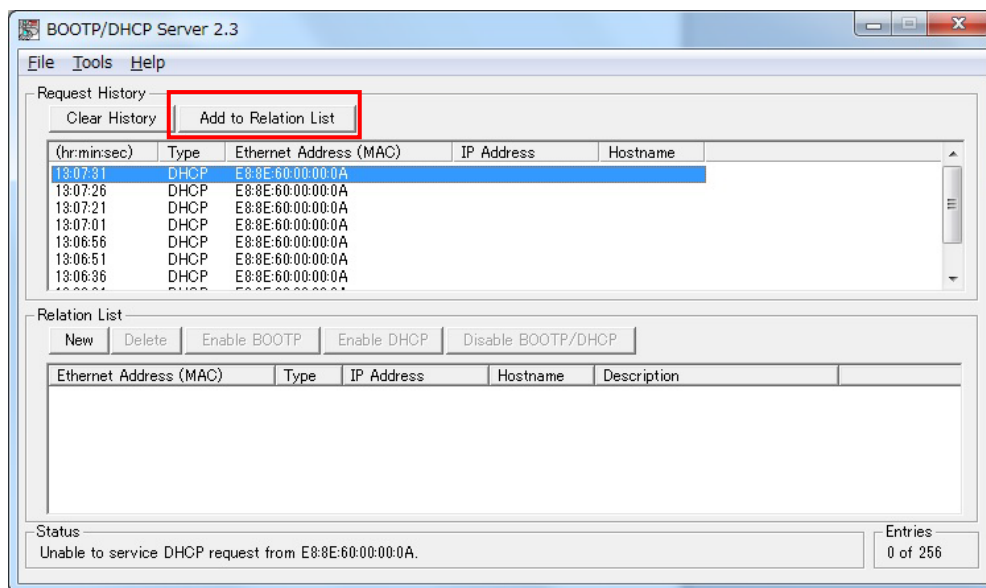 BOOTP/DHCP Server 2.3
File Tools Help
Request History
Clear History Add to Relation List
(hr:min:sec) Type Ethernet Address (MAC) IP Address Hostname
13:07:31 DHCP E8:8E:60:00:00:0A
13:07:26 DHCP E8:8E:60:00:00:0A
13:07:21 DHCP E8:8E:60:00:00:0A
13:07:01 DHCP E8:8E:60:00:00:0A
13:06:56 DHCP E8:8E:60:00:00:0A
13:06:51 DHCP E8:8E:60:00:00:0A
13:06:36 DHCP E8:8E:60:00:00:0A
Relation List
New Delete Enable BOOTP Enable DHCP Disable BOOTP/DHCP
Ethernet Address (MAC) Type IP Address Hostname Description
Status
Unable to service DHCP request from E8:8E:60:00:00:0A.
Entries
0 of 256